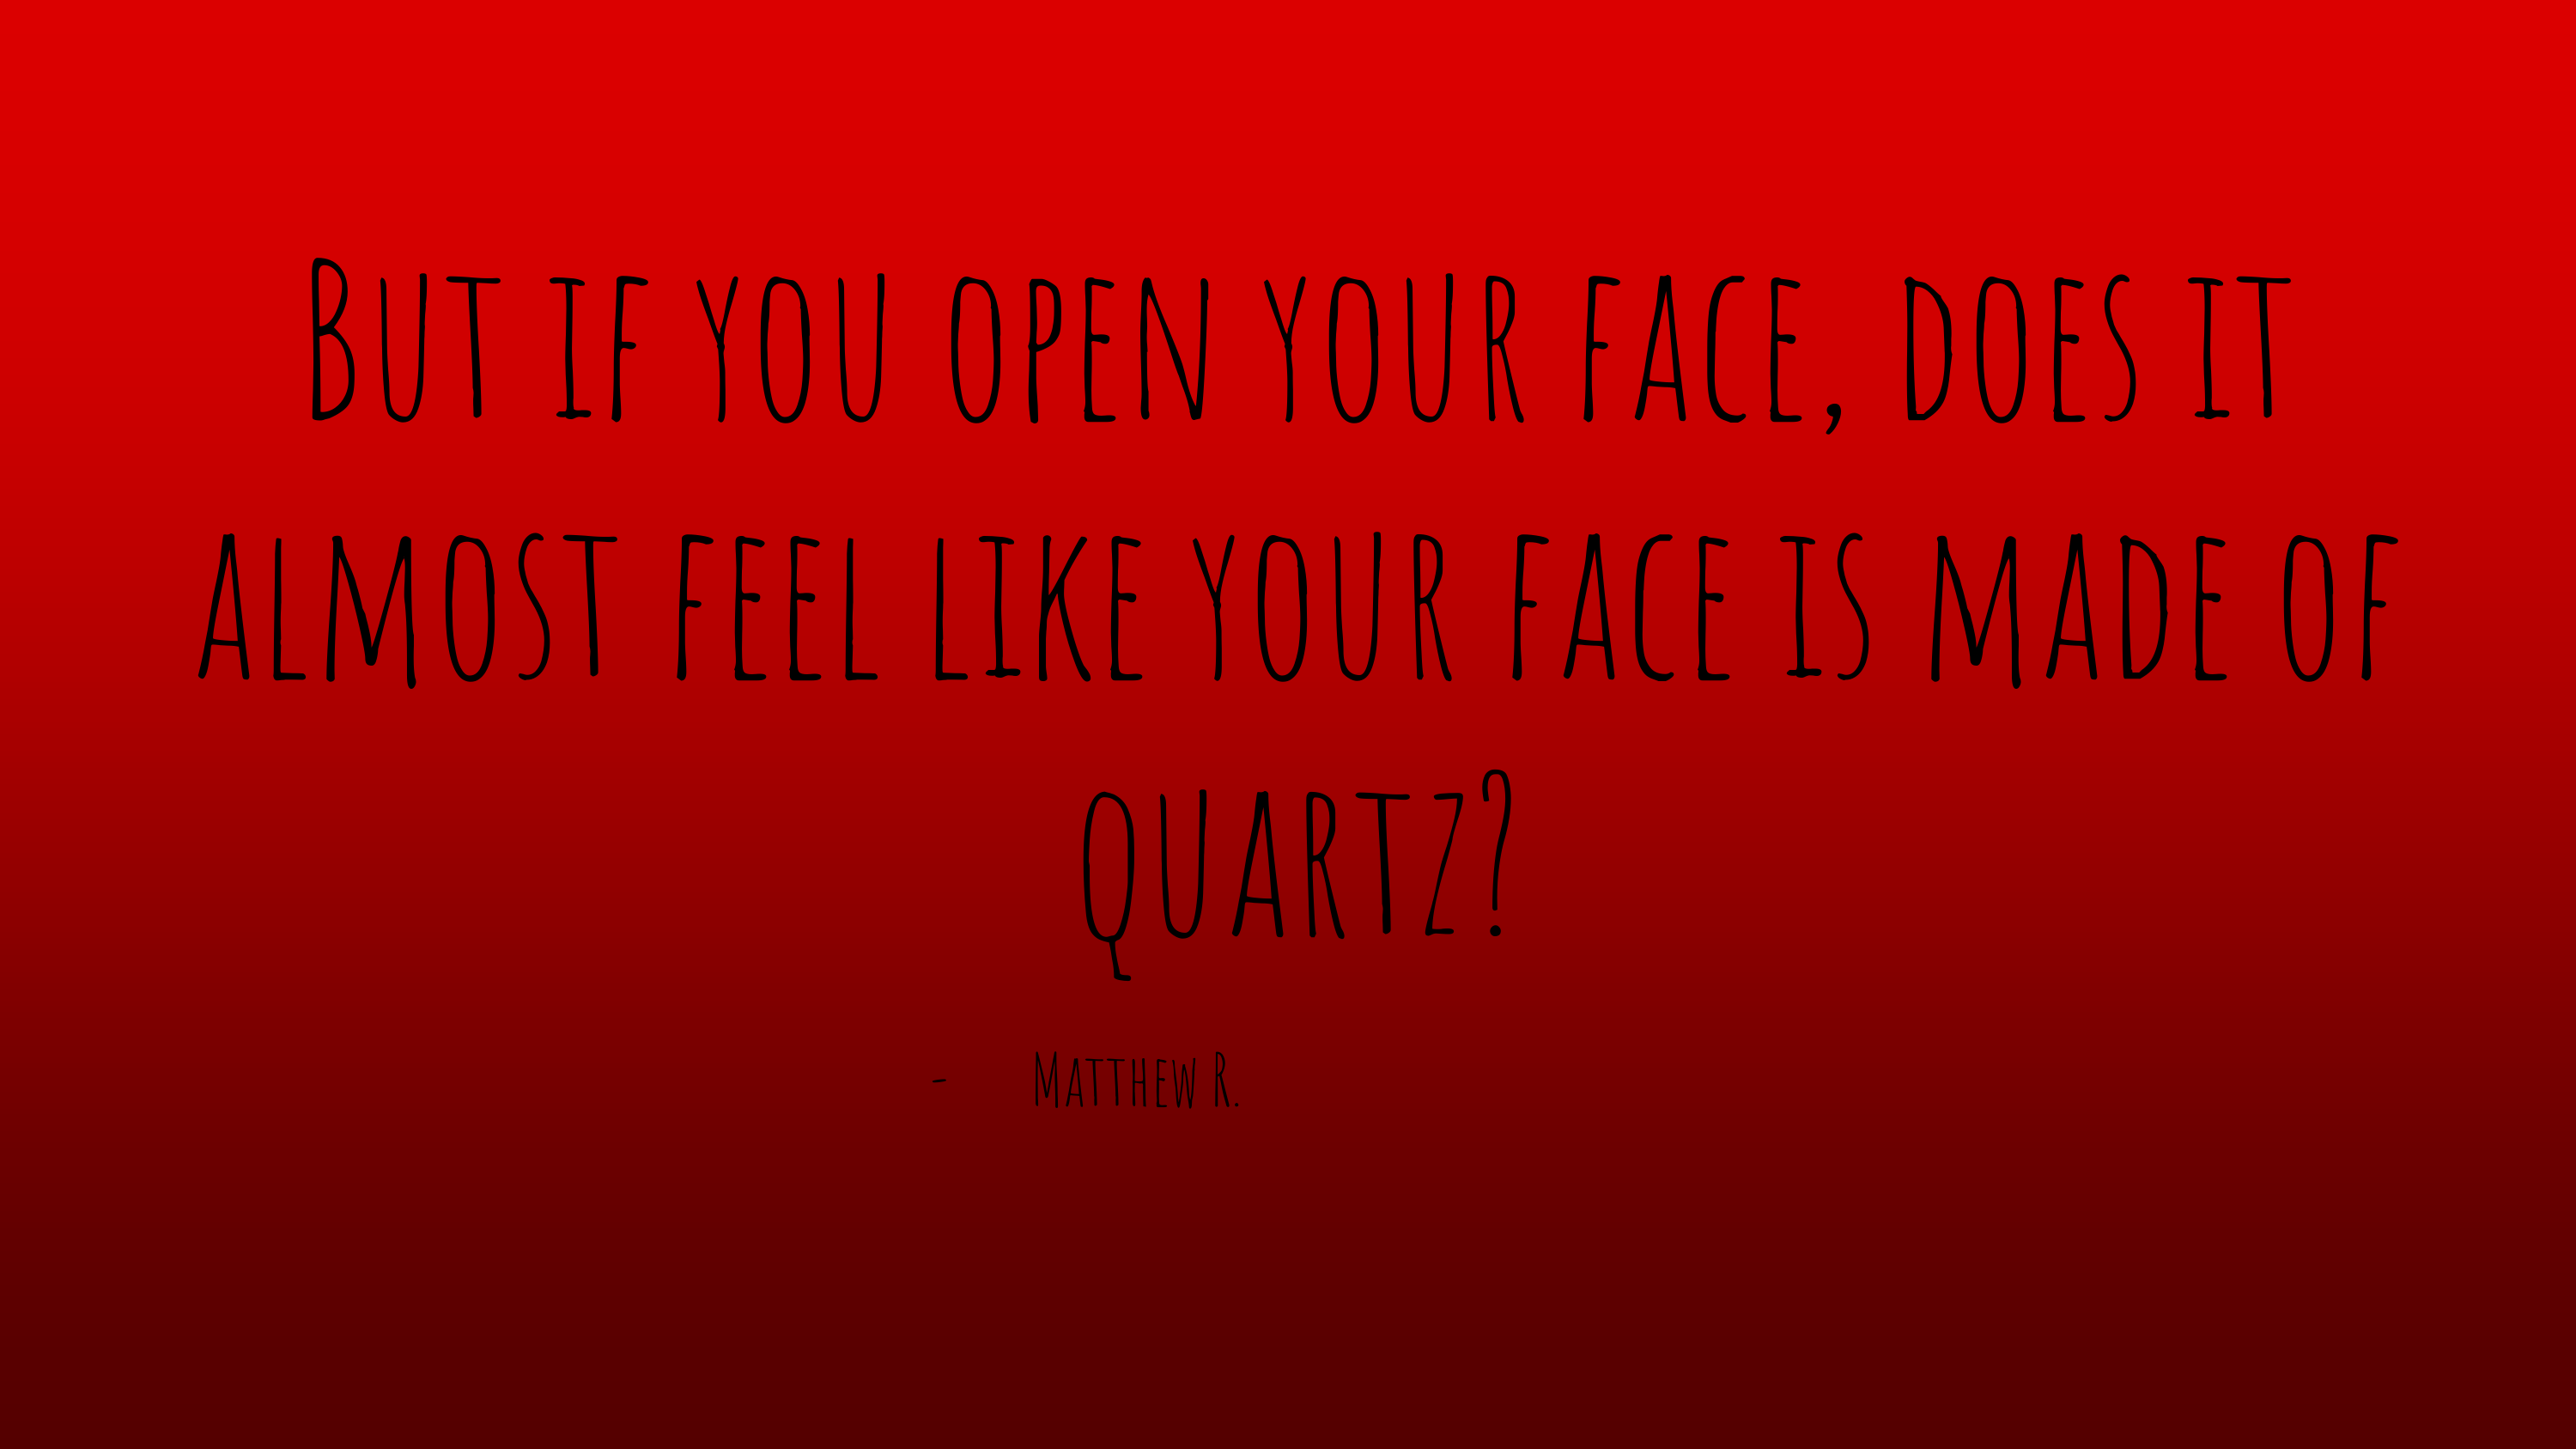 But if you open your face, does it
almost feel like your face is made of
quartz?
- Matthew R.